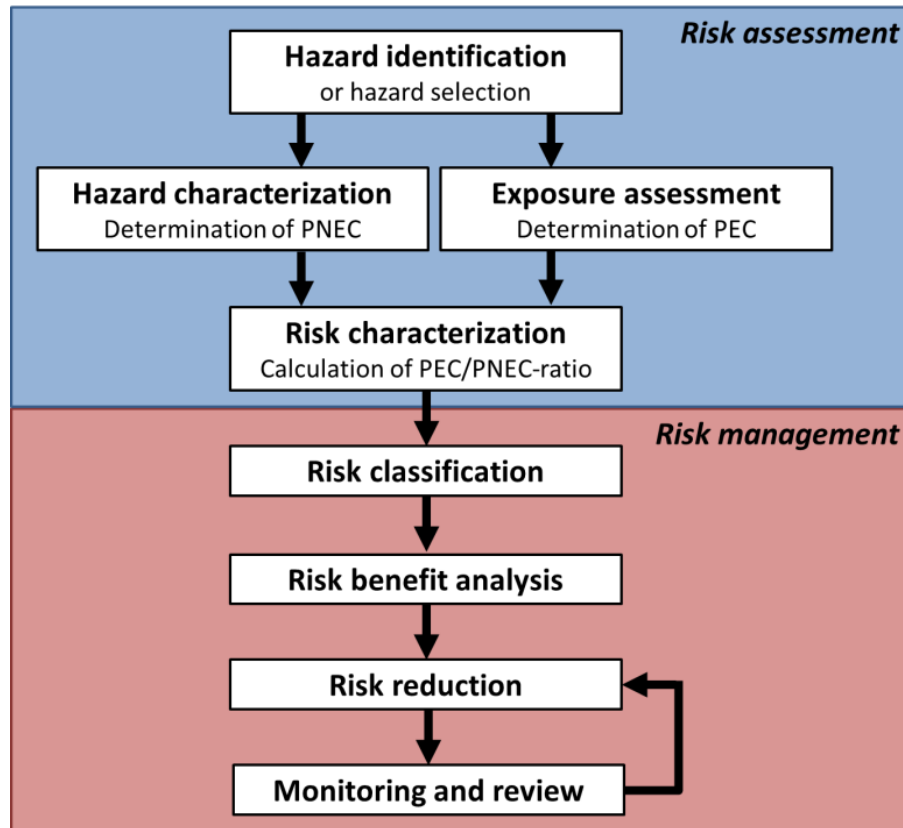 Risk assessment
Hazard identification
or hazard selection
Hazard characterization
Determination of PNEC
Exposure assessment
Determination of PEC
Risk characterization
Calculation of PEC/PNEC-ratio
Risk management
Risk classification
Risk benefit analysis
Risk reduction
Monitoring and review